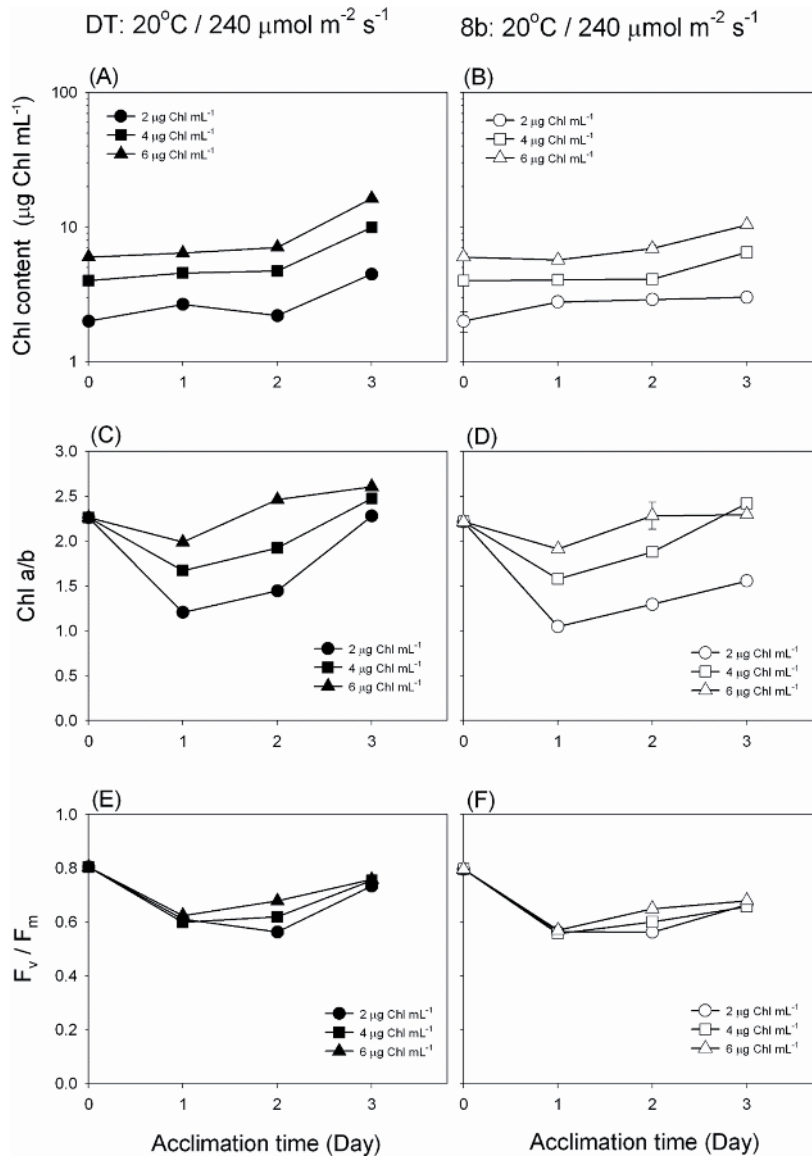 DT: 20°C / 240 μmol m⁻² s⁻¹
8b: 20°C / 240 μmol m⁻² s⁻¹
(A)
(B)
Chl content (μg Chl mL⁻¹)
100
10
1
2 μg Chl mL⁻¹
4 μg Chl mL⁻¹
6 μg Chl mL⁻¹
2 μg Chl mL⁻¹
4 μg Chl mL⁻¹
6 μg Chl mL⁻¹
0 1 2 3
0 1 2 3
(C)
(D)
Chl a/b
3.0
2.5
2.0
1.5
1.0
0.5
0.0
2 μg Chl mL⁻¹
4 μg Chl mL⁻¹
6 μg Chl mL⁻¹
2 μg Chl mL⁻¹
4 μg Chl mL⁻¹
6 μg Chl mL⁻¹
0 1 2 3
0 1 2 3
(E)
(F)
Fᵥ / Fₘ
1.0
0.8
0.6
0.4
0.2
0.0
2 μg Chl mL⁻¹
4 μg Chl mL⁻¹
6 μg Chl mL⁻¹
2 μg Chl mL⁻¹
4 μg Chl mL⁻¹
6 μg Chl mL⁻¹
0 1 2 3
0 1 2 3
Acclimation time (Day)
Acclimation time (Day)